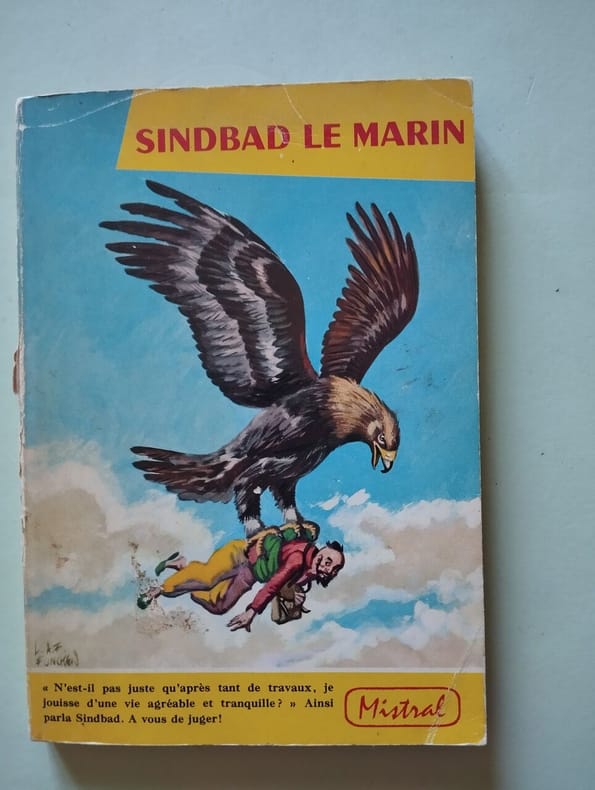 SINDBAD LE MARIN
L. A. F
FUNCKEN
« N'est-il pas juste qu'après tant de travaux, je
jouisse d'une vie agréable et tranquille ? » Ainsi
parla Sindbad. A vous de juger !
Mistral